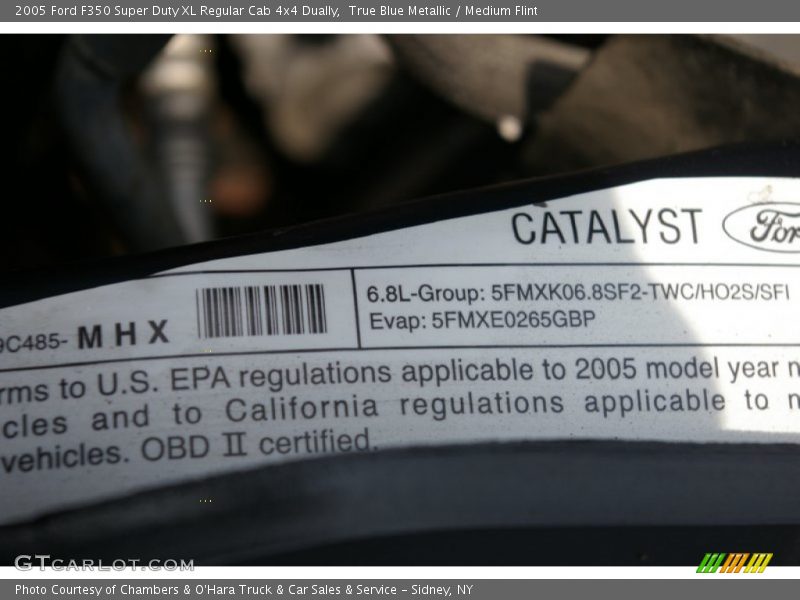 2005 Ford F350 Super Duty XL Regular Cab 4x4 Dually, True Blue Metallic / Medium Flint
CATALYST Ford
9C485- MHX
6.8L-Group: 5FMXK06.8SF2-TWC/HO2S/SFI
Evap: 5FMXE0265GBP
rms to U.S. EPA regulations applicable to 2005 model year n
cles and to California regulations applicable to n
vehicles. OBD II certified.
GTCARLOT.COM
Photo Courtesy of Chambers & O'Hara Truck & Car Sales & Service - Sidney, NY